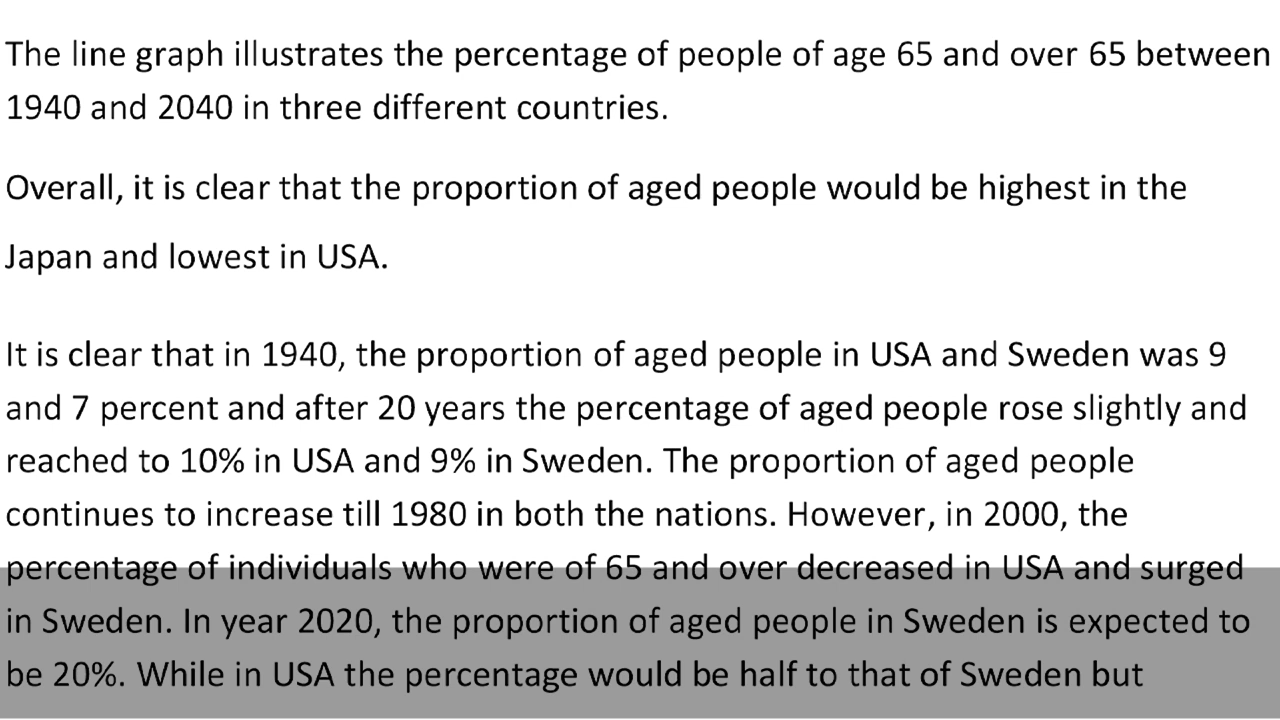 The line graph illustrates the percentage of people of age 65 and over 65 between
1940 and 2040 in three different countries.
Overall, it is clear that the proportion of aged people would be highest in the
Japan and lowest in USA.
It is clear that in 1940, the proportion of aged people in USA and Sweden was 9
and 7 percent and after 20 years the percentage of aged people rose slightly and
reached to 10% in USA and 9% in Sweden. The proportion of aged people
continues to increase till 1980 in both the nations. However, in 2000, the
percentage of individuals who were of 65 and over decreased in USA and surged
in Sweden. In year 2020, the proportion of aged people in Sweden is expected to
be 20%. While in USA the percentage would be half to that of Sweden but